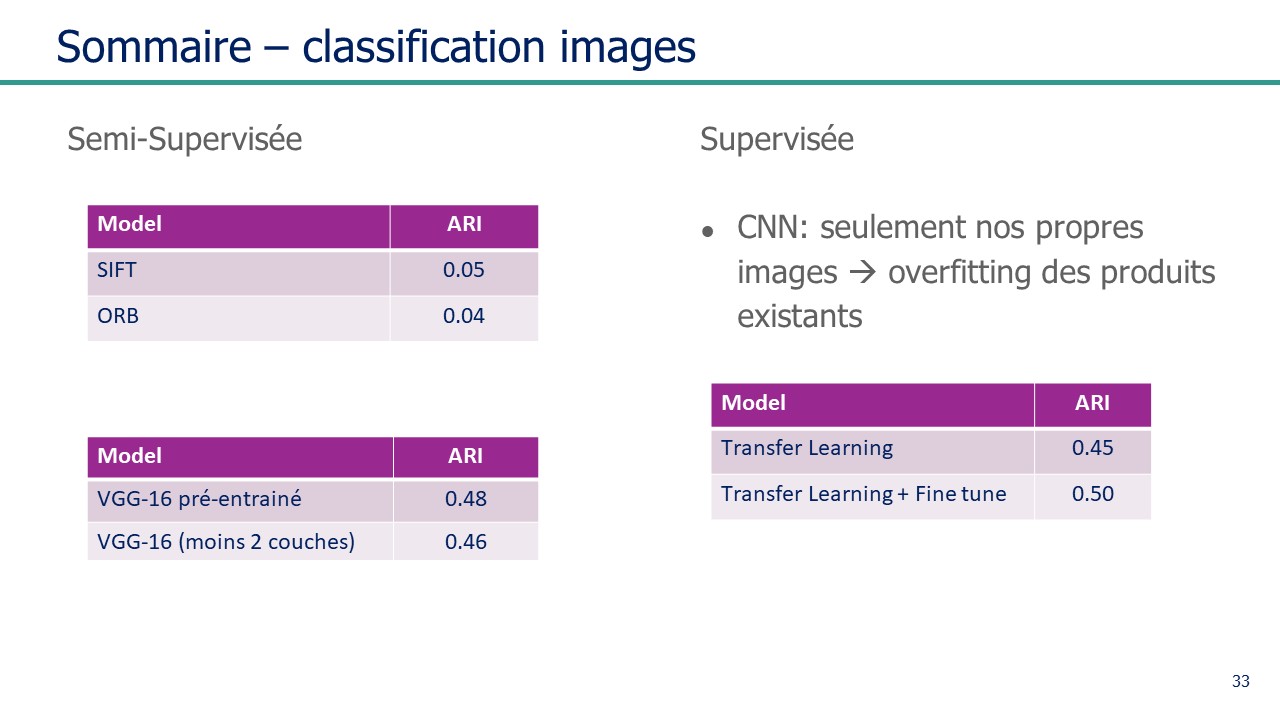 Sommaire – classification images
Semi-Supervisée
Model ARI
SIFT 0.05
ORB 0.04
Model ARI
VGG-16 pré-entrainé 0.48
VGG-16 (moins 2 couches) 0.46
Supervisée
● CNN: seulement nos propres
images → overfitting des produits
existants
Model ARI
Transfer Learning 0.45
Transfer Learning + Fine tune 0.50
33